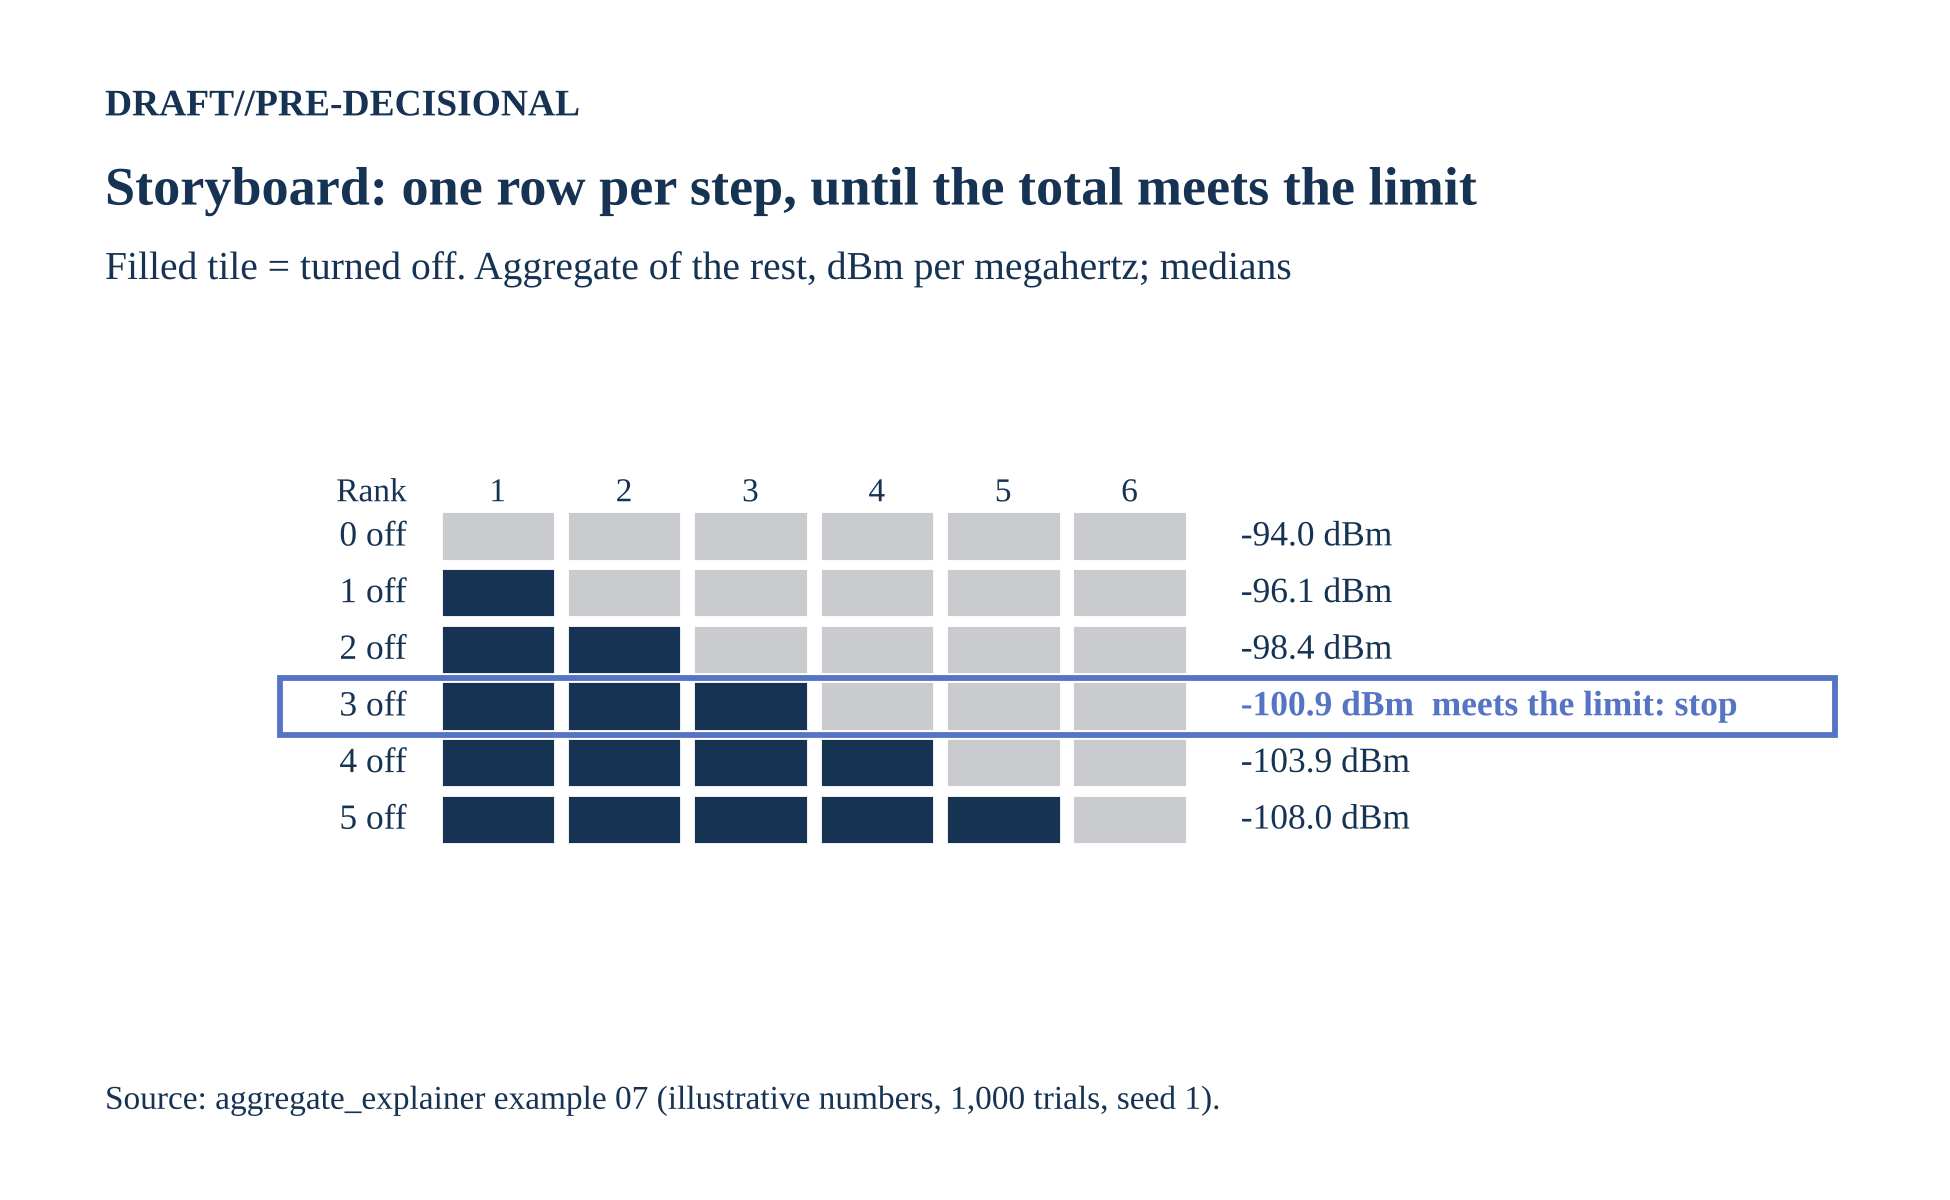 DRAFT//PRE-DECISIONAL
Storyboard: one row per step, until the total meets the limit
Filled tile = turned off. Aggregate of the rest, dBm per megahertz; medians
Rank 1 2 3 4 5 6
0 off -94.0 dBm
1 off -96.1 dBm
2 off -98.4 dBm
3 off -100.9 dBm  meets the limit: stop
4 off -103.9 dBm
5 off -108.0 dBm
Source: aggregate_explainer example 07 (illustrative numbers, 1,000 trials, seed 1).